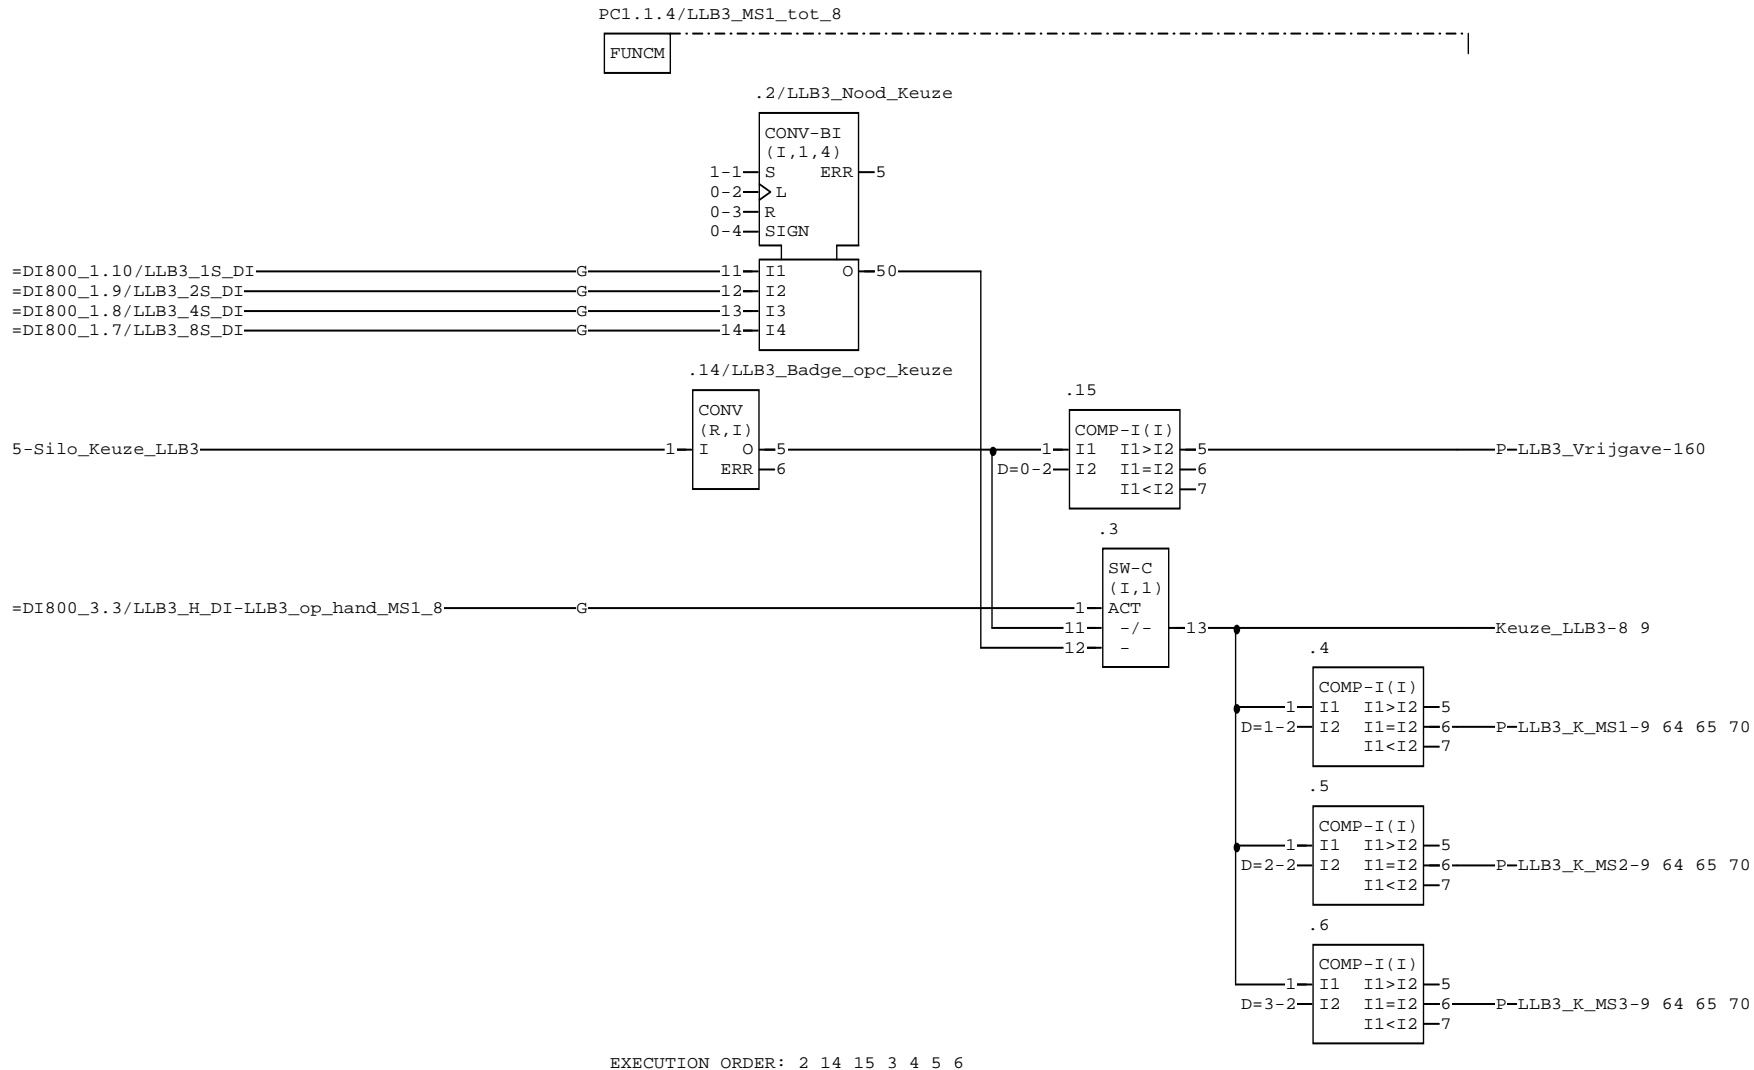 PC1.1.4/LLB3_MS1_tot_8
FUNCM
.2/LLB3_Nood_Keuze
CONV-BI
(I,1,4)
1-1 S ERR 5
0-2 L
0-3 R
0-4 SIGN
=DI800_1.10/LLB3_1S_DI G 11 I1 O 50
=DI800_1.9/LLB3_2S_DI G 12 I2
=DI800_1.8/LLB3_4S_DI G 13 I3
=DI800_1.7/LLB3_8S_DI G 14 I4
.14/LLB3_Badge_opc_keuze
.15
CONV
(R,I)
COMP-I(I)
5-Silo_Keuze_LLB3 1 I O 5 1 I1 I1>I2 5 P-LLB3_Vrijgave-160
ERR 6 D=0-2 I2 I1=I2 6
I1<I2 7
.3
SW-C
(I,1)
=DI800_3.3/LLB3_H_DI-LLB3_op_hand_MS1_8 G 1 ACT
11 -/- 13 Keuze_LLB3-8 9
12 -
.4
COMP-I(I)
1 I1 I1>I2 5
D=1-2 I2 I1=I2 6 P-LLB3_K_MS1-9 64 65 70
I1<I2 7
.5
COMP-I(I)
1 I1 I1>I2 5
D=2-2 I2 I1=I2 6 P-LLB3_K_MS2-9 64 65 70
I1<I2 7
.6
COMP-I(I)
1 I1 I1>I2 5
D=3-2 I2 I1=I2 6 P-LLB3_K_MS3-9 64 65 70
I1<I2 7
EXECUTION ORDER: 2 14 15 3 4 5 6